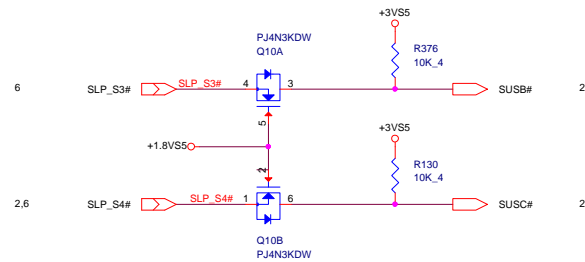 +3VS5
PJ4N3KDW
Q10A
R376
10K_4
6
SLP_S3#
SLP_S3#
4
3
SUSB#
2
5
+3VS5
+1.8VS5
2
R130
10K_4
2,6
SLP_S4#
SLP_S4#
1
6
SUSC#
2
Q10B
PJ4N3KDW